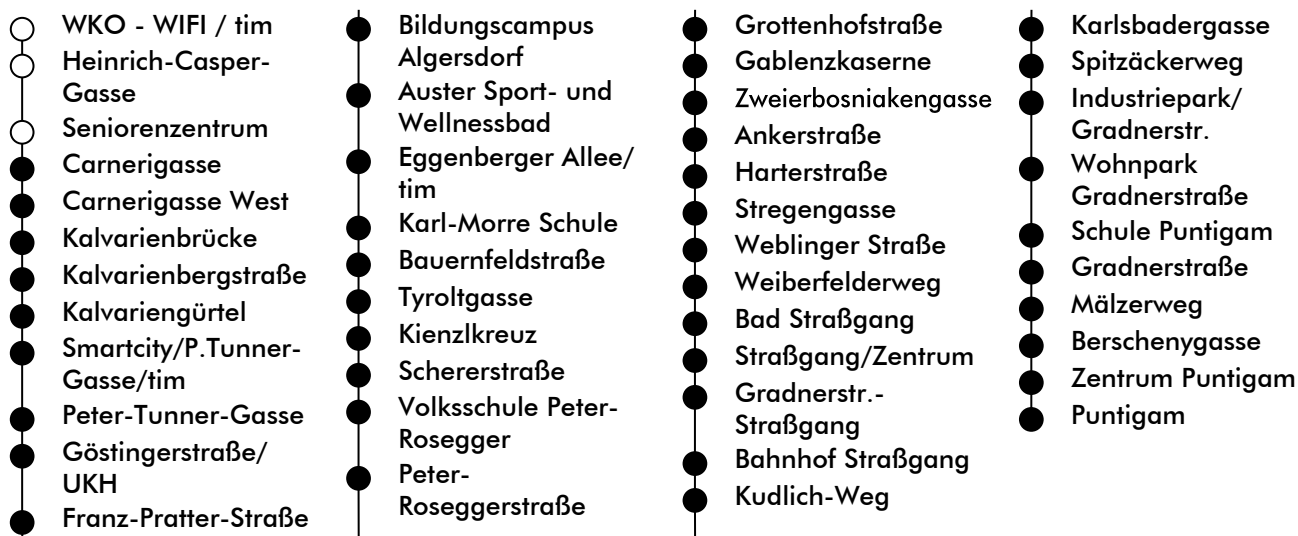 WKO - WIFI / tim
Heinrich-Casper-
Gasse
Seniorenzentrum
Carnerigasse
Carnerigasse West
Kalvarienbrücke
Kalvarienbergstraße
Kalvariengürtel
Smartcity/P.Tunner-
Gasse/tim
Peter-Tunner-Gasse
Göstingerstraße/
UKH
Franz-Pratter-Straße
Bildungscampus
Algersdorf
Auster Sport- und
Wellnessbad
Eggenberger Allee/
tim
Karl-Morre Schule
Bauernfeldstraße
Tyroltgasse
Kienzlkreuz
Schererstraße
Volksschule Peter-
Rosegger
Peter-
Roseggerstraße
Grottenhofstraße
Gablenzkaserne
Zweierbosniakengasse
Ankerstraße
Harterstraße
Stregengasse
Weblinger Straße
Weiberfelderweg
Bad Straßgang
Straßgang/Zentrum
Gradnerstr.-
Straßgang
Bahnhof Straßgang
Kudlich-Weg
Karlsbadergasse
Spitzäckerweg
Industriepark/
Gradnerstr.
Wohnpark
Gradnerstraße
Schule Puntigam
Gradnerstraße
Mälzerweg
Berschenygasse
Zentrum Puntigam
Puntigam